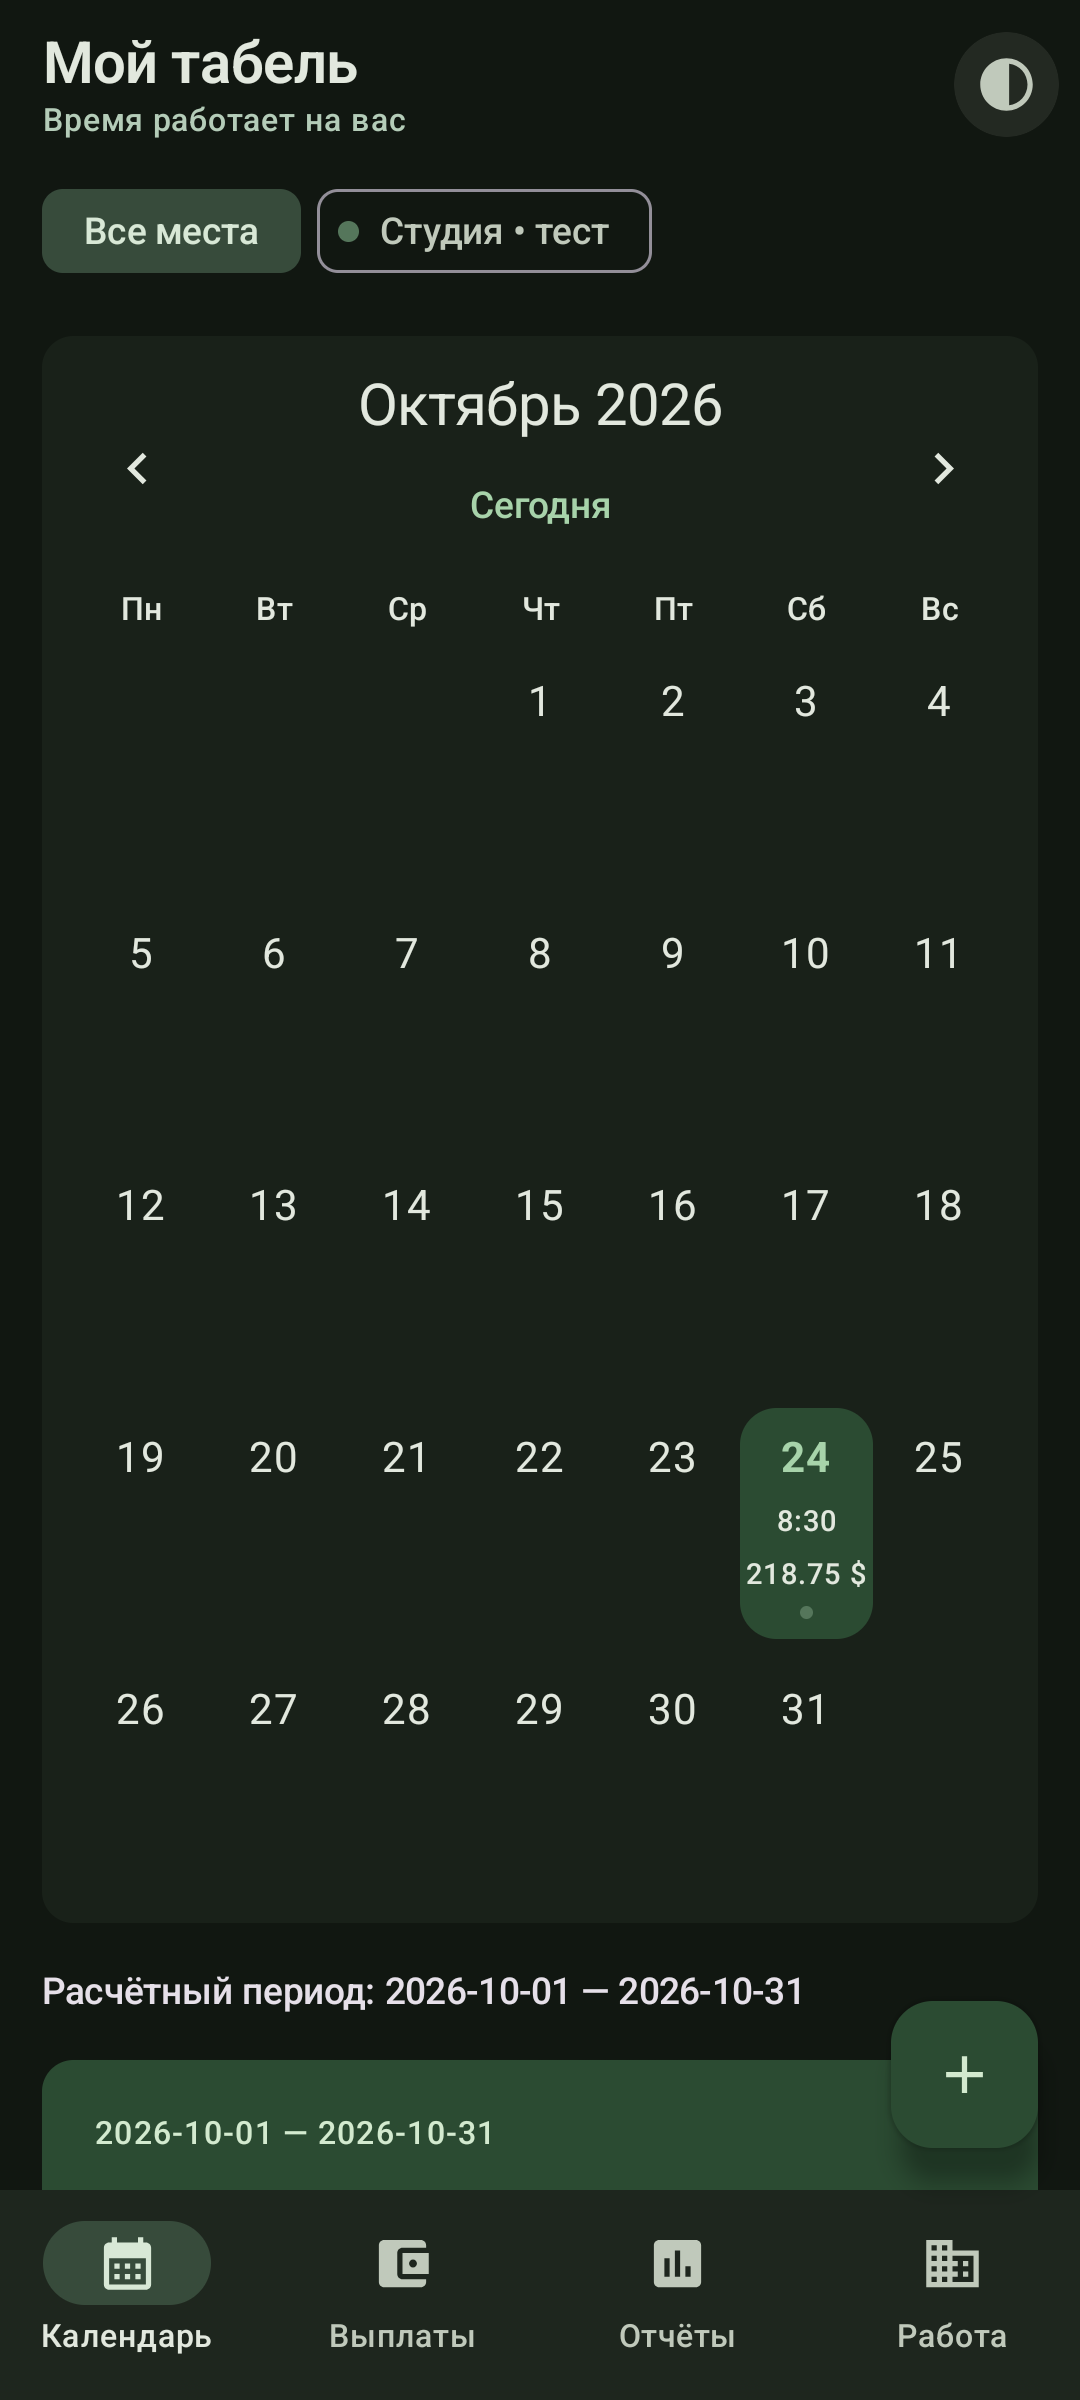 Мой табель
Время работает на вас
Все места
Студия • тест
Октябрь 2026
Сегодня
Пн Вт Ср Чт Пт Сб Вс
1 2 3 4
5 6 7 8 9 10 11
12 13 14 15 16 17 18
19 20 21 22 23 24 25
8:30
218.75 $
26 27 28 29 30 31
Расчётный период: 2026-10-01 — 2026-10-31
2026-10-01 — 2026-10-31
Календарь Выплаты Отчёты Работа